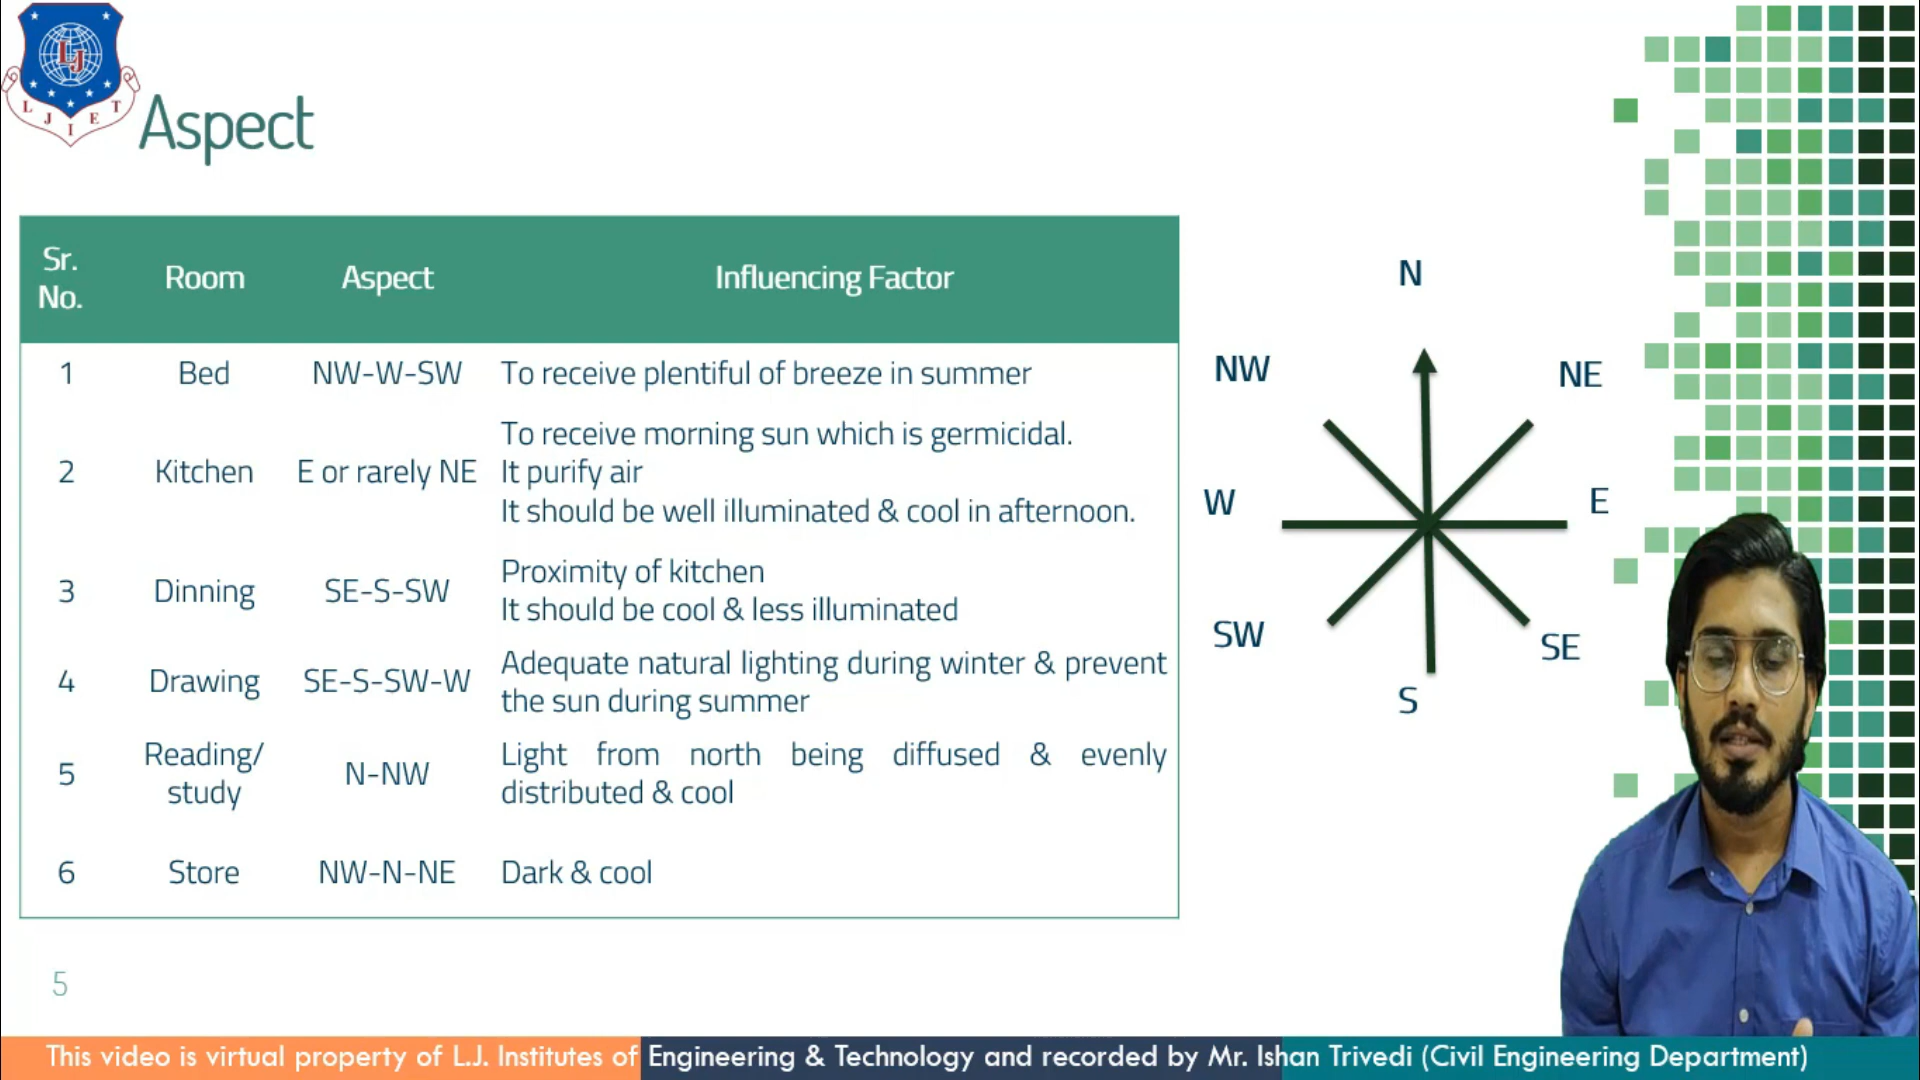 L J I E T
LJ
Aspect
Sr. No. Room Aspect Influencing Factor
1 Bed NW-W-SW To receive plentiful of breeze in summer
2 Kitchen E or rarely NE To receive morning sun which is germicidal.
It purify air
It should be well illuminated & cool in afternoon.
3 Dinning SE-S-SW Proximity of kitchen
It should be cool & less illuminated
4 Drawing SE-S-SW-W Adequate natural lighting during winter & prevent
the sun during summer
5 Reading/ study N-NW Light from north being diffused & evenly
distributed & cool
6 Store NW-N-NE Dark & cool
N
NW NE
W E
SW SE
S
5
This video is virtual property of L.J. Institutes of Engineering & Technology and recorded by Mr. Ishan Trivedi (Civil Engineering Department)